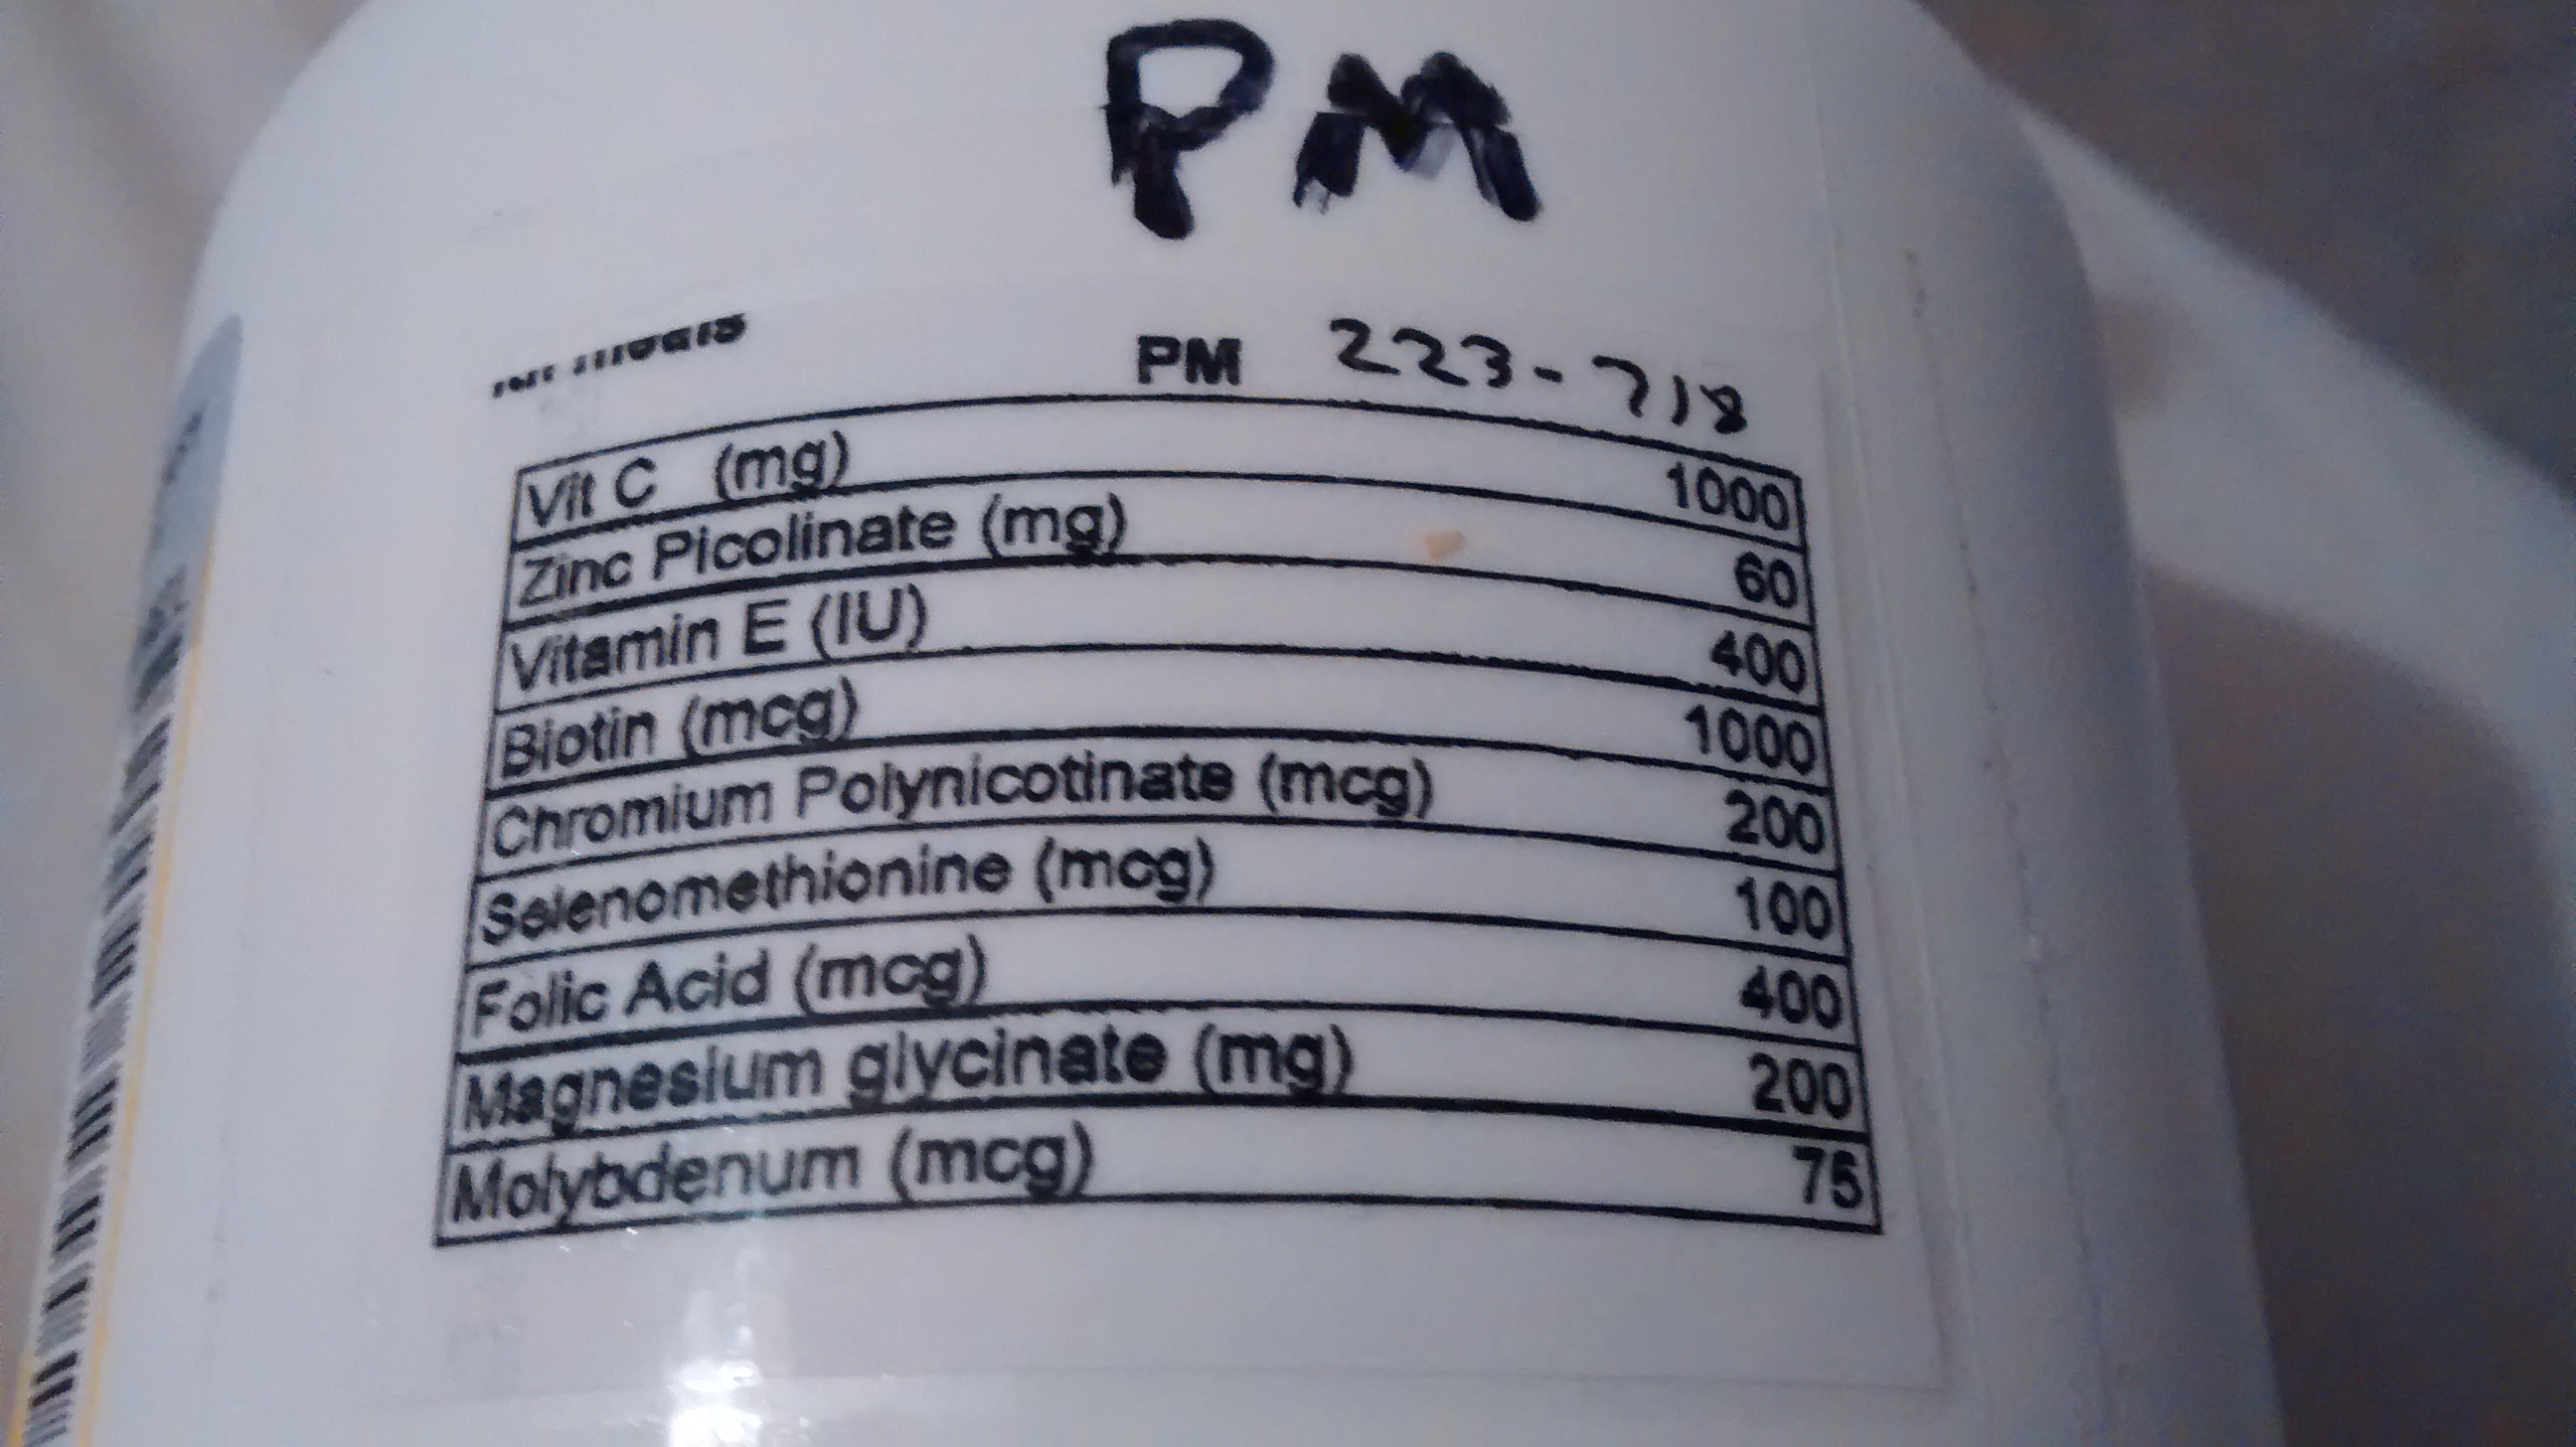 PM
PM 223-718
Vit C (mg) 1000
Zinc Picolinate (mg) 60
Vitamin E (IU) 400
Biotin (mcg) 1000
Chromium Polynicotinate (mcg) 200
Selenomethionine (mcg) 100
Folic Acid (mcg) 400
Magnesium glycinate (mg) 200
Molybdenum (mcg) 75